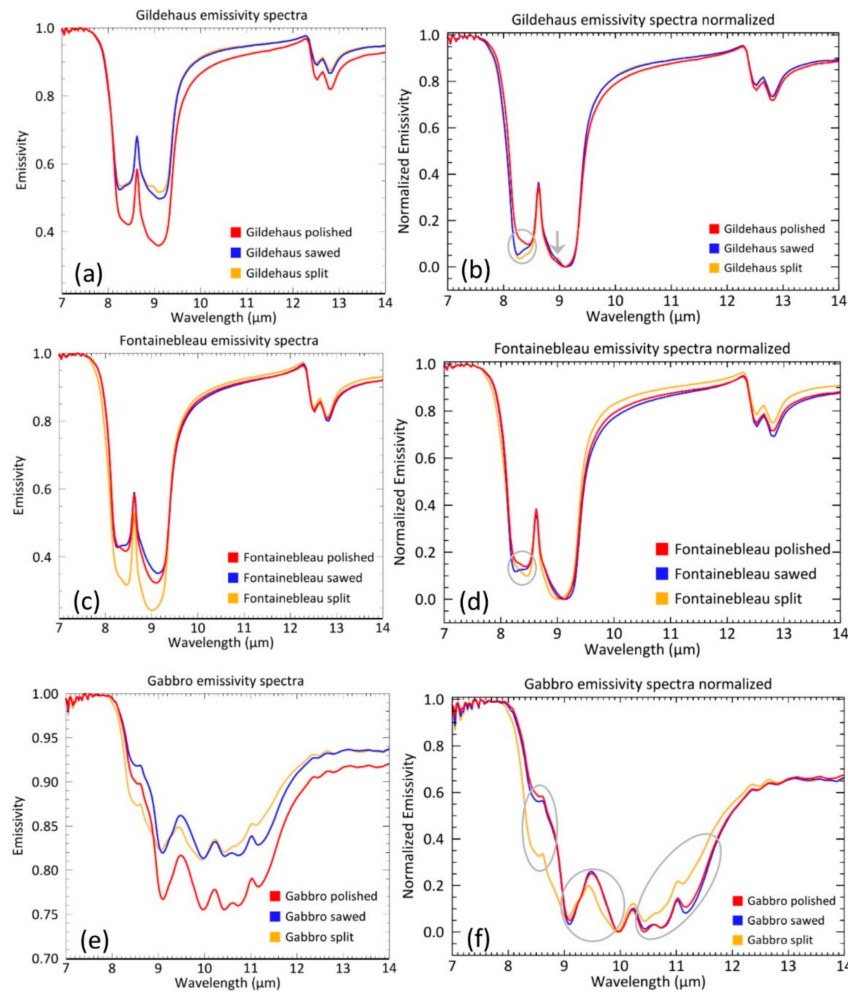 Gildehaus emissivity spectra
1.0
0.8
0.6
0.4
Emissivity
Gildehaus polished
Gildehaus sawed
Gildehaus split
(a)
7 8 9 10 11 12 13 14
Wavelength (µm)
Gildehaus emissivity spectra normalized
1.0
0.8
0.6
0.4
0.2
0.0
Normalized Emissivity
Gildehaus polished
Gildehaus sawed
Gildehaus split
(b)
7 8 9 10 11 12 13 14
Wavelength (µm)
Fontainebleau emissivity spectra
1.0
0.8
0.6
0.4
Emissivity
Fontainebleau polished
Fontainebleau sawed
Fontainebleau split
(c)
7 8 9 10 11 12 13 14
Wavelength (µm)
Fontainebleau emissivity spectra normalized
1.0
0.8
0.6
0.4
0.2
0.0
Normalized Emissivity
Fontainebleau polished
Fontainebleau sawed
Fontainebleau split
(d)
7 8 9 10 11 12 13 14
Wavelength (µm)
Gabbro emissivity spectra
1.00
0.95
0.90
0.85
0.80
0.75
0.70
Emissivity
Gabbro polished
Gabbro sawed
Gabbro split
(e)
7 8 9 10 11 12 13 14
Wavelength (µm)
Gabbro emissivity spectra normalized
1.0
0.8
0.6
0.4
0.2
0.0
Normalized Emissivity
Gabbro polished
Gabbro sawed
Gabbro split
(f)
7 8 9 10 11 12 13 14
Wavelength (µm)